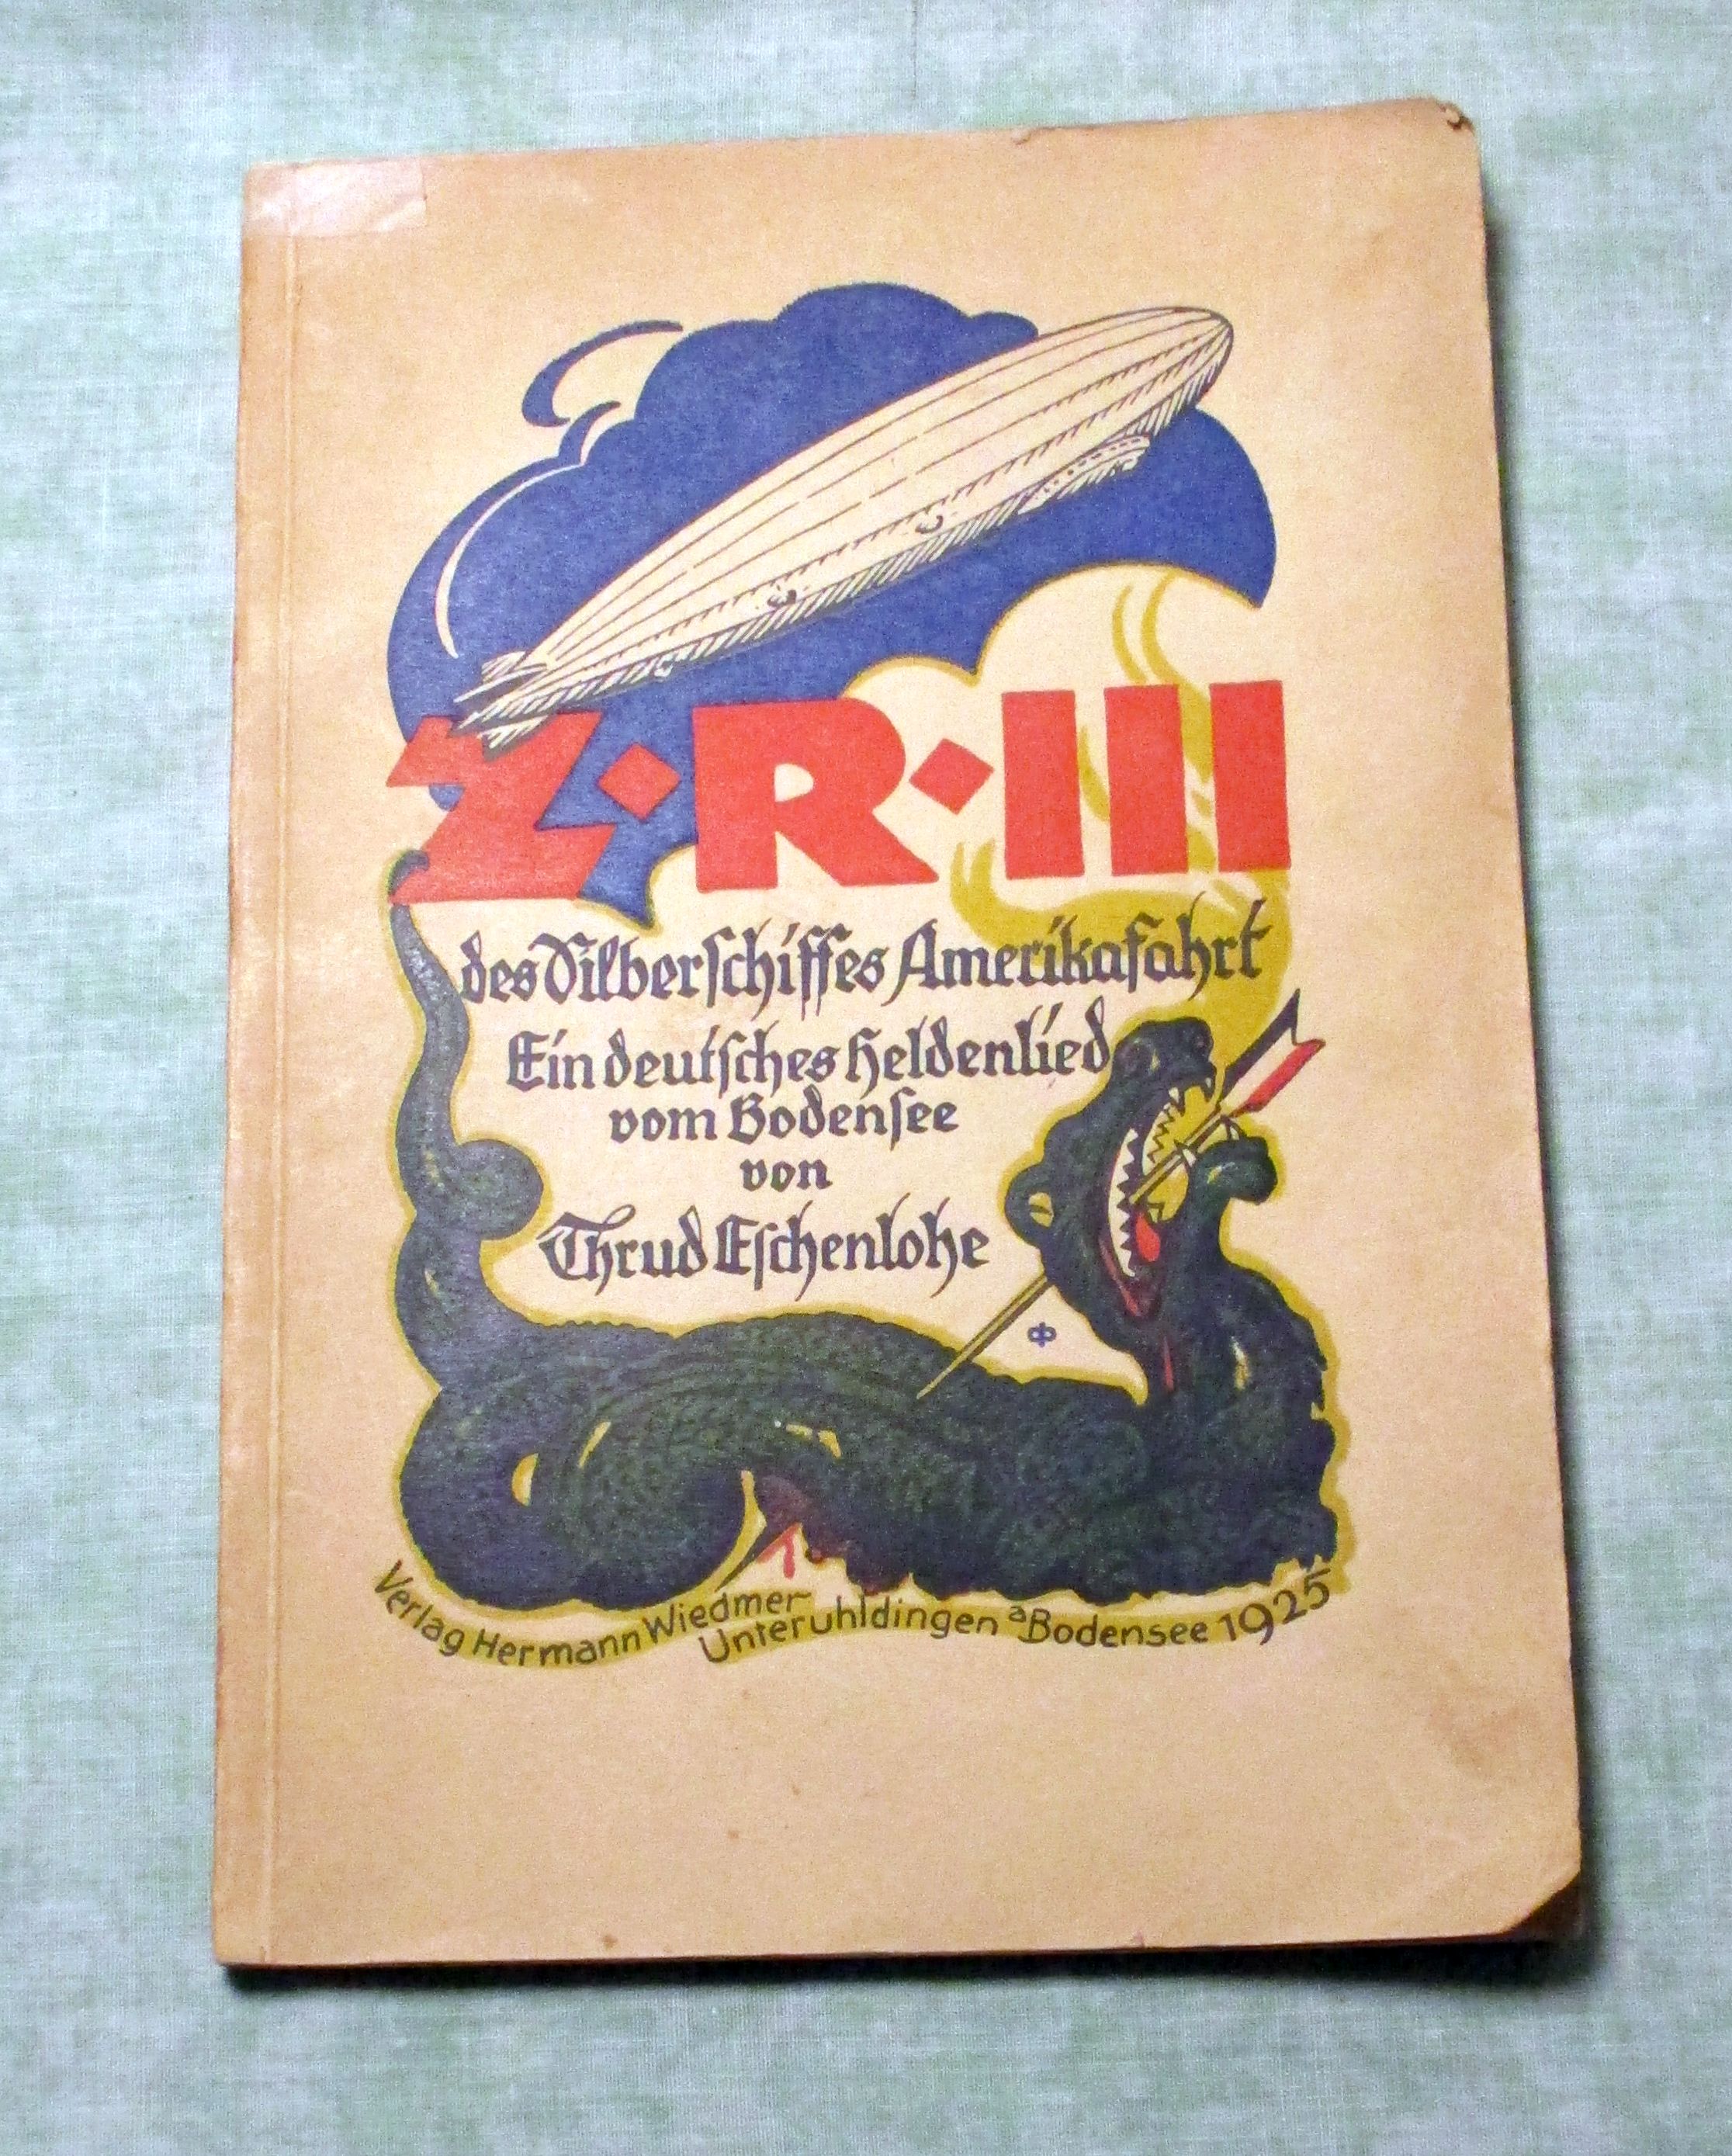 Z·R·III
des Silberschiffes Amerikafahrt
Ein deutsches Heldenlied
vom Bodensee
von
Thrud Eschenlohe
Verlag Hermann Wiedmer
Unteruhldingen a Bodensee 1925